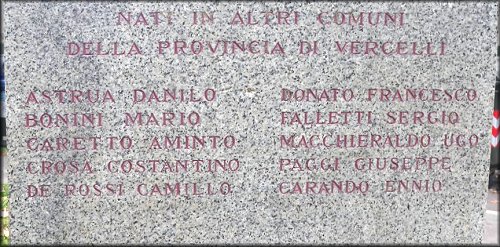 NATI IN ALTRI COMUNI
DELLA PROVINCIA DI VERCELLI
ASTRUA DANILO
BONINI MARIO
CARETTO AMINTO
CROSA COSTANTINO
DE ROSSI CAMILLO
DONATO FRANCESCO
FALLETTI SERGIO
MACCHIERALDO UGO
PAGGI GIUSEPPE
CARANDO ENNIO